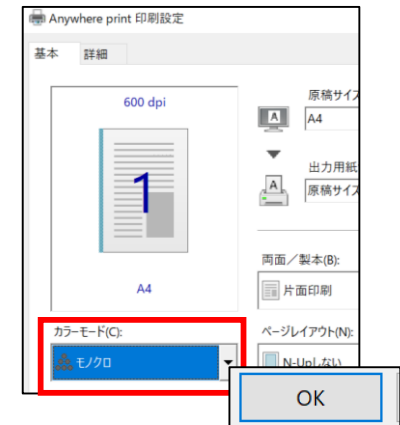 Anywhere print 印刷設定
基本 詳細
600 dpi
1
A4
原稿サイズ
A
A4
出力用紙
A
原稿サイズ
両面/製本(B):
片面印刷
カラーモード(C):
モノクロ
ページレイアウト(N):
N-Upしない
OK